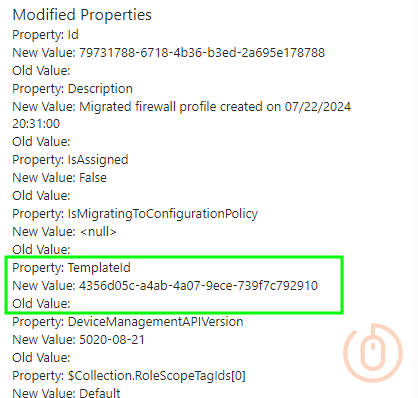 Modified Properties
Property: Id
New Value: 79731788-6718-4b36-b3ed-2a695e178788
Old Value:
Property: Description
New Value: Migrated firewall profile created on 07/22/2024
20:31:00
Old Value:
Property: IsAssigned
New Value: False
Old Value:
Property: IsMigratingToConfigurationPolicy
New Value: <null>
Old Value:
Property: TemplateId
New Value: 4356d05c-a4ab-4a07-9ece-739f7c792910
Old Value:
Property: DeviceManagementAPIVersion
New Value: 5020-08-21
Old Value:
Property: $Collection.RoleScopeTagIds[0]
New Value: Default